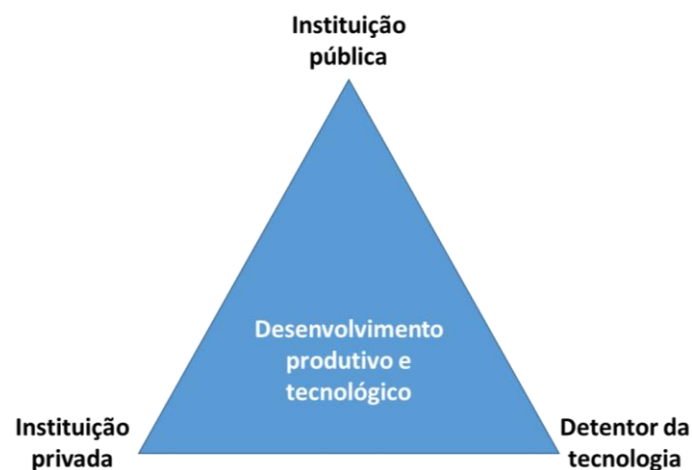 Instituição
pública
Desenvolvimento
produtivo e
tecnológico
Instituição
privada
Detentor da
tecnologia